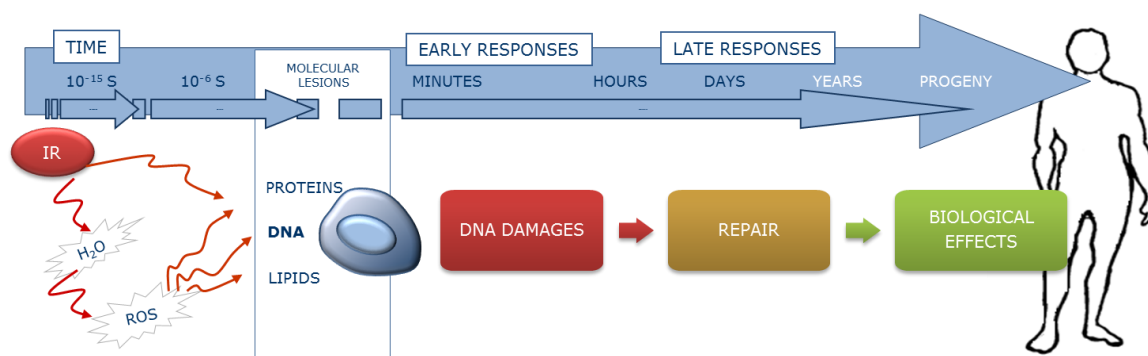 TIME
EARLY RESPONSES
LATE RESPONSES
10⁻¹⁵ S
10⁻⁶ S
MOLECULAR
LESIONS
MINUTES
HOURS
DAYS
YEARS
PROGENY
...
...
...
IR
H₂O
ROS
PROTEINS
DNA
LIPIDS
DNA DAMAGES
REPAIR
BIOLOGICAL
EFFECTS